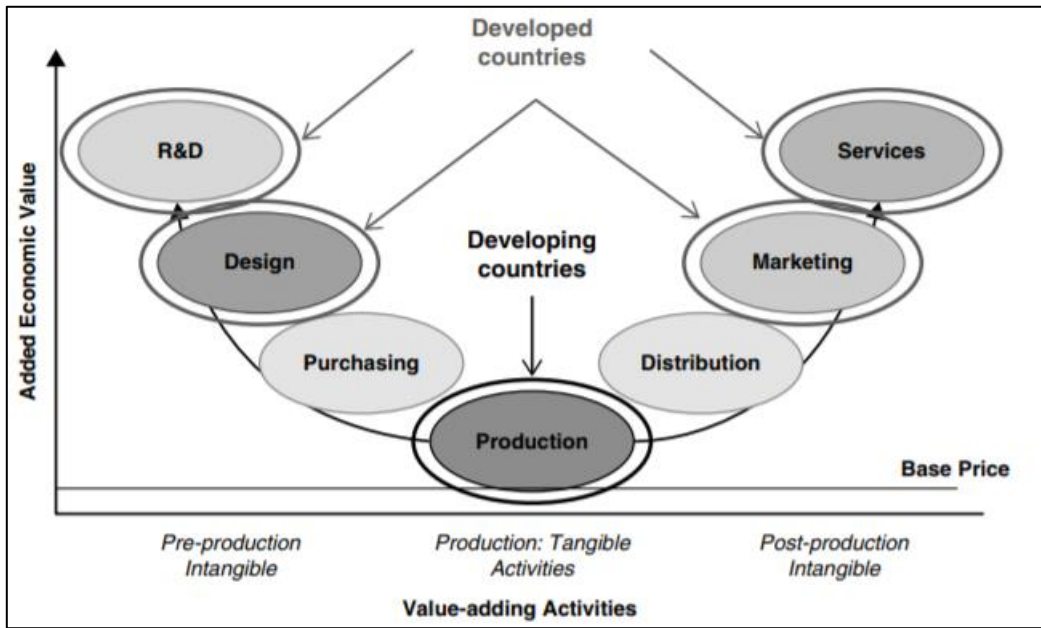 Developed
countries
Added Economic Value
R&D
Services
Design
Developing
countries
Marketing
Purchasing
Distribution
Production
Base Price
Pre-production
Intangible
Production: Tangible
Activities
Post-production
Intangible
Value-adding Activities